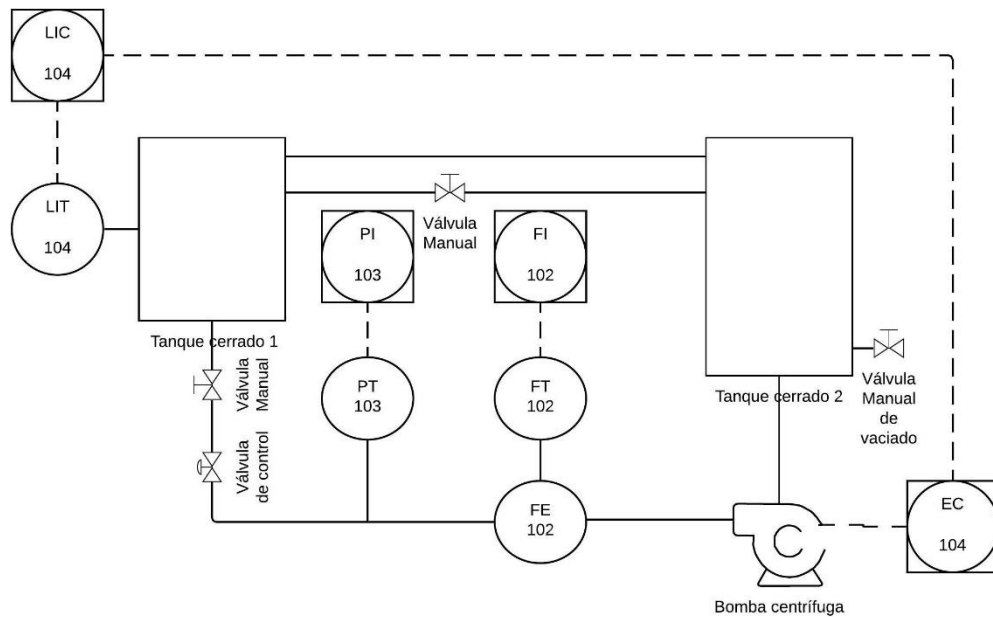 LIC
104
LIT
104
Tanque cerrado 1
Válvula
Manual
Válvula
de control
PI
103
PT
103
Válvula
Manual
FI
102
FT
102
FE
102
Tanque cerrado 2
Válvula
Manual
de
vaciado
EC
104
Bomba centrífuga